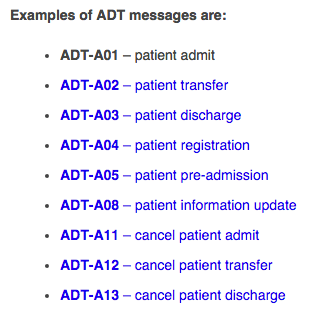 Examples of ADT messages are:
• ADT-A01 – patient admit
• ADT-A02 – patient transfer
• ADT-A03 – patient discharge
• ADT-A04 – patient registration
• ADT-A05 – patient pre-admission
• ADT-A08 – patient information update
• ADT-A11 – cancel patient admit
• ADT-A12 – cancel patient transfer
• ADT-A13 – cancel patient discharge